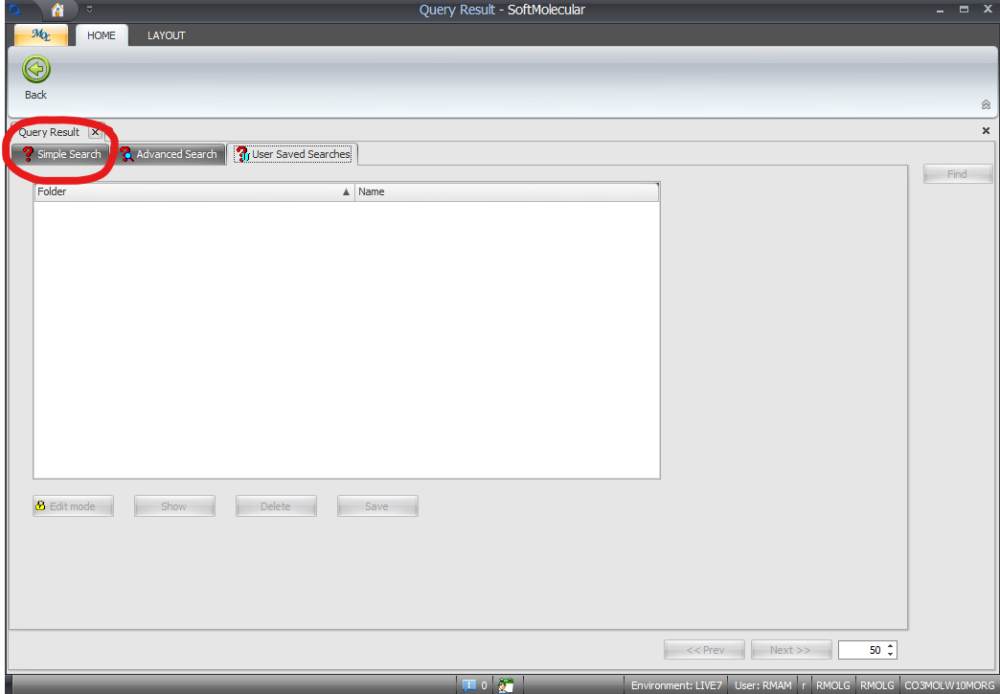 Query Result - SoftMolecular
MOL HOME LAYOUT
Back
Query Result
Simple Search Advanced Search User Saved Searches
Find
Folder Name
Edit mode Show Delete Save
<< Prev Next >> 50
0 Environment: LIVE7 User: RMAM r RMOLG RMOLG CO3MOLW10MORG